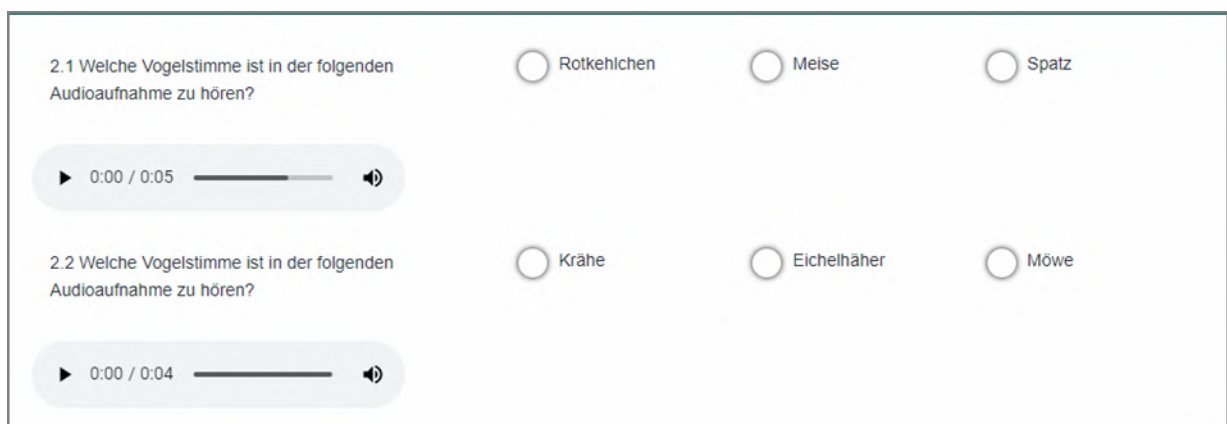 2.1 Welche Vogelstimme ist in der folgenden
Audioaufnahme zu hören?
Rotkehlchen
Meise
Spatz
0:00 / 0:05
2.2 Welche Vogelstimme ist in der folgenden
Audioaufnahme zu hören?
Krähe
Eichelhäher
Möwe
0:00 / 0:04